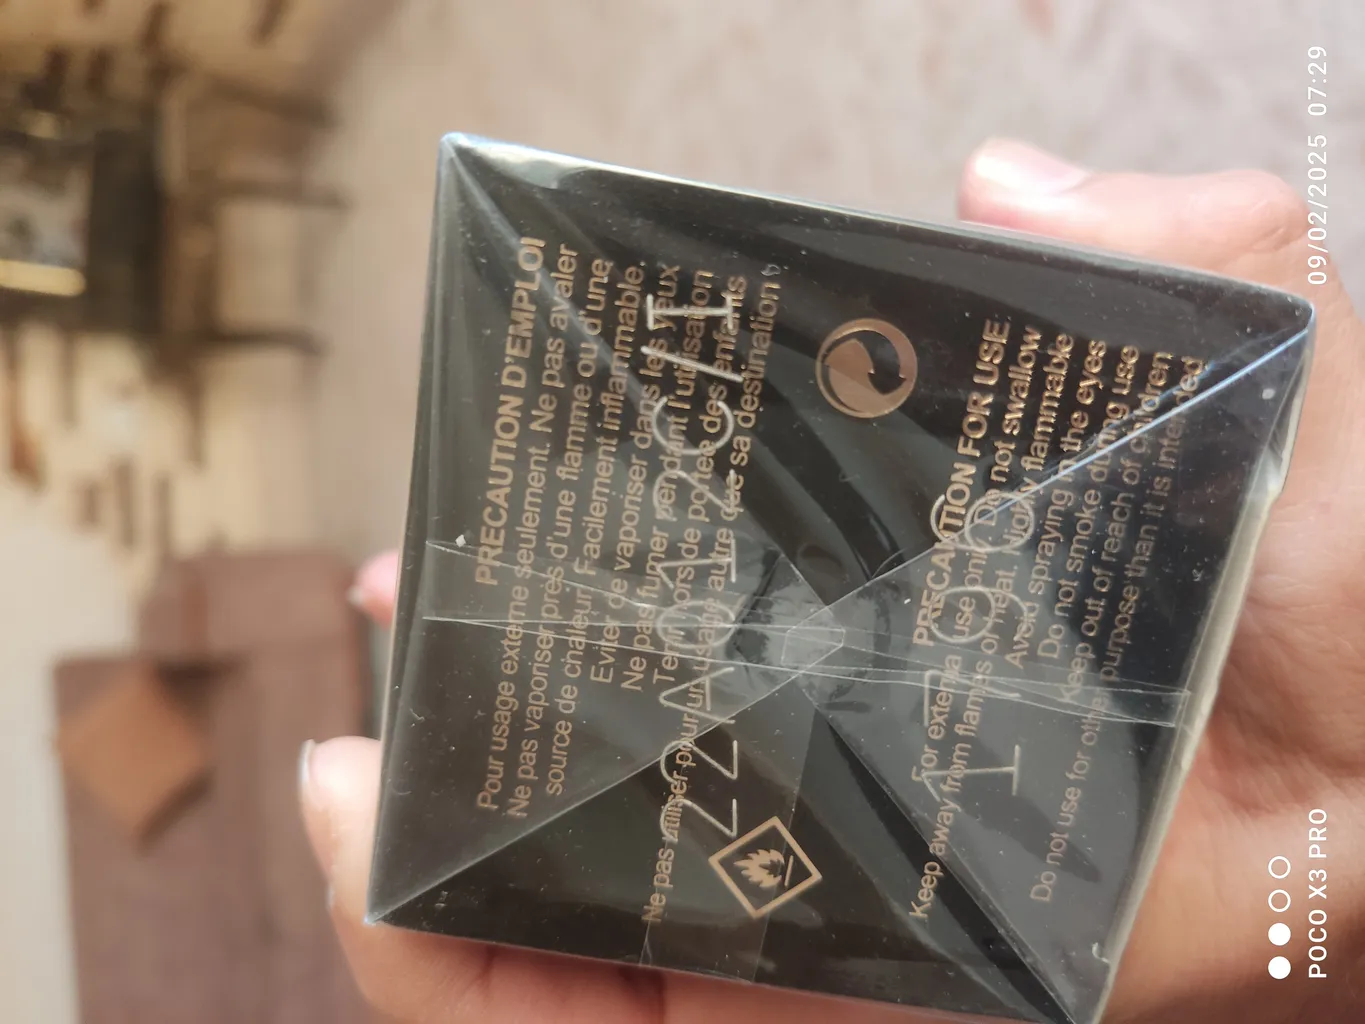 PRECAUTION D'EMPLOI
Pour usage externe seulement. Ne pas avaler
Ne pas vaporiser près d'une flamme ou d'une
source de chaleur. Facilement inflammable.
Eviter de vaporiser dans les yeux
Ne pas fumer pendant l'utilisation
Tenir hors de portée des enfants
Ne pas utiliser pour un usage autre que sa destination
PRECAUTION FOR USE
For external use only. Do not swallow
Keep away from flames or heat. Highly flammable
Avoid spraying in the eyes
Do not smoke during use
Keep out of reach of children
Do not use for other purpose than it is intended
09/02/2025 07:29
POCO X3 PRO